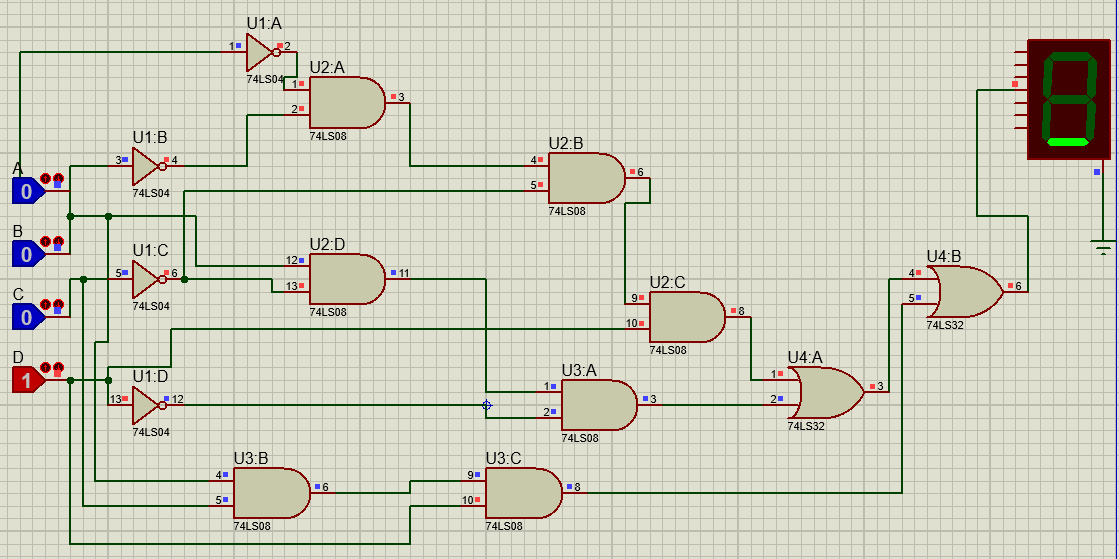 U1:A
1 2
74LS04
U2:A
1
2
3
74LS08
U1:B
3 4
74LS04
A
0
U2:B
4
5
6
74LS08
B
0
U1:C
5 6
74LS04
U2:D
12
13
11
74LS08
C
0
U2:C
9
10
8
74LS08
U4:B
4
5
6
74LS32
D
1
U1:D
13 12
74LS04
U3:A
1
2
3
74LS08
U4:A
1
2
3
74LS32
U3:B
4
5
6
74LS08
U3:C
9
10
8
74LS08